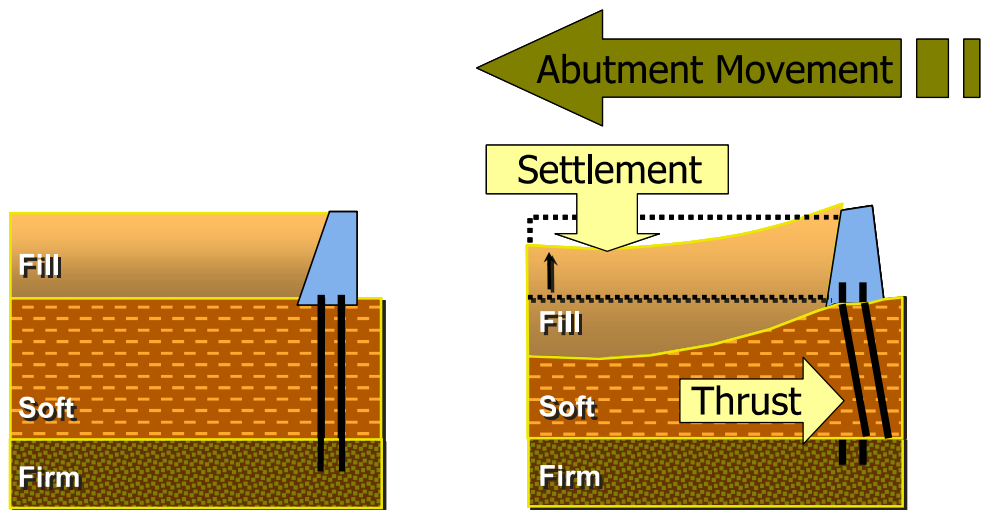 Abutment Movement
Settlement
Fill
Soft
Firm
Fill
Soft
Thrust
Firm